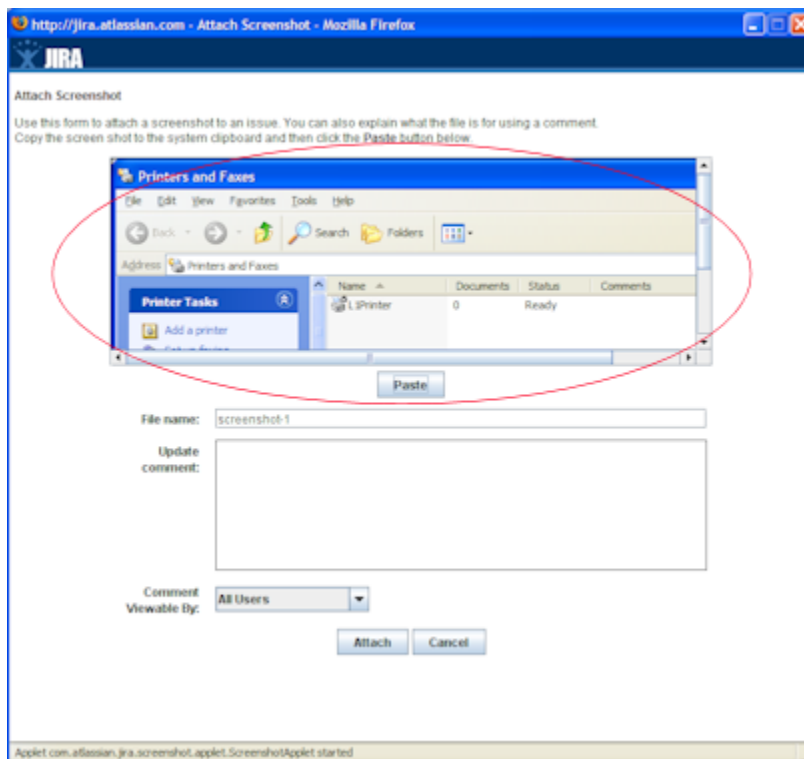 http://jira.atlassian.com - Attach Screenshot - Mozilla Firefox
JIRA
Attach Screenshot
Use this form to attach a screenshot to an issue. You can also explain what the file is for using a comment.
Copy the screen shot to the system clipboard and then click the Paste button below.
Printers and Faxes
File Edit View Favorites Tools Help
Back Search Folders
Address Printers and Faxes
Name Documents Status Comments
Printer Tasks
0 Ready
Add a printer
Paste
File name: screenshot-1
Update
comment:
Comment
Viewable By: All Users
Attach Cancel
Applet com.atlassian.jira.screenshot.applet.ScreenshotApplet started